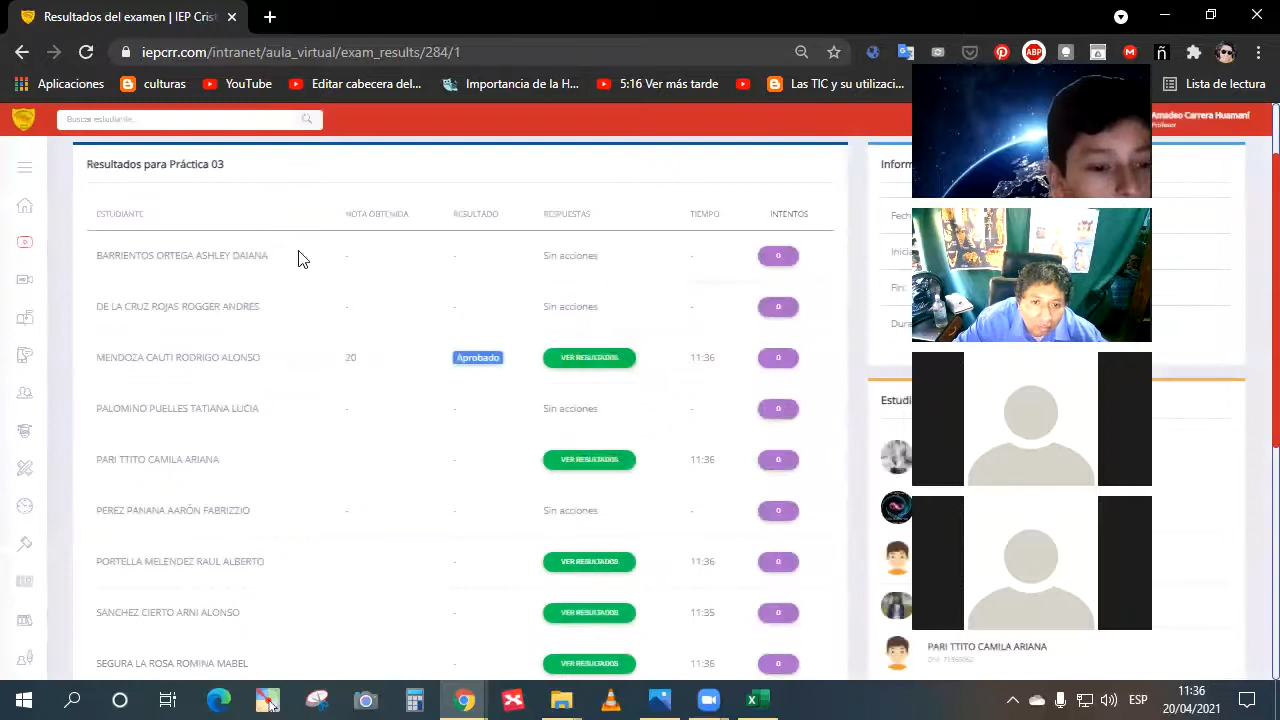 Resultados del examen | IEP Crist
iepcrr.com/intranet/aula_virtual/exam_results/284/1
Aplicaciones culturas YouTube Editar el canal Importancia de la H... 5:16 Ver más tarde Las TIC y su utilizaci... Lista de lectura
Buscar estudiante...
Amadeo Carrera Huamaní
Profesor
Resultados para Práctica 03
ESTUDIANTE NOTA OBTENIDA RESULTADO RESPUESTAS TIEMPO INTENTOS
BARRIENTOS ORTEGA ASHLEY DAIANA - - Sin acciones - 0
DE LA CRUZ ROJAS ROGGER ANDRES - - Sin acciones - 0
MENDOZA CAUTI RODRIGO ALONSO 20 Aprobado VER RESULTADOS 11:36 0
PALOMINO PUELLES TATIANA LUCIA - - Sin acciones - 0
PARI TTITO CAMILA ARIANA - VER RESULTADOS 11:36 0
PEREZ PANANA AARÓN FABRIZZIO - - Sin acciones - 0
PORTELLA MELENDEZ RAUL ALBERTO - VER RESULTADOS 11:36 0
SANCHEZ CIERTO ARNI ALONSO - VER RESULTADOS 11:35 0
SEGURA LA ROSA ROMINA MABEL - VER RESULTADOS 11:36 0
Inform
Fech
Inicia
Fin:
Dura
Estudi
PARI TTITO CAMILA ARIANA
ESP
11:36
20/04/2021